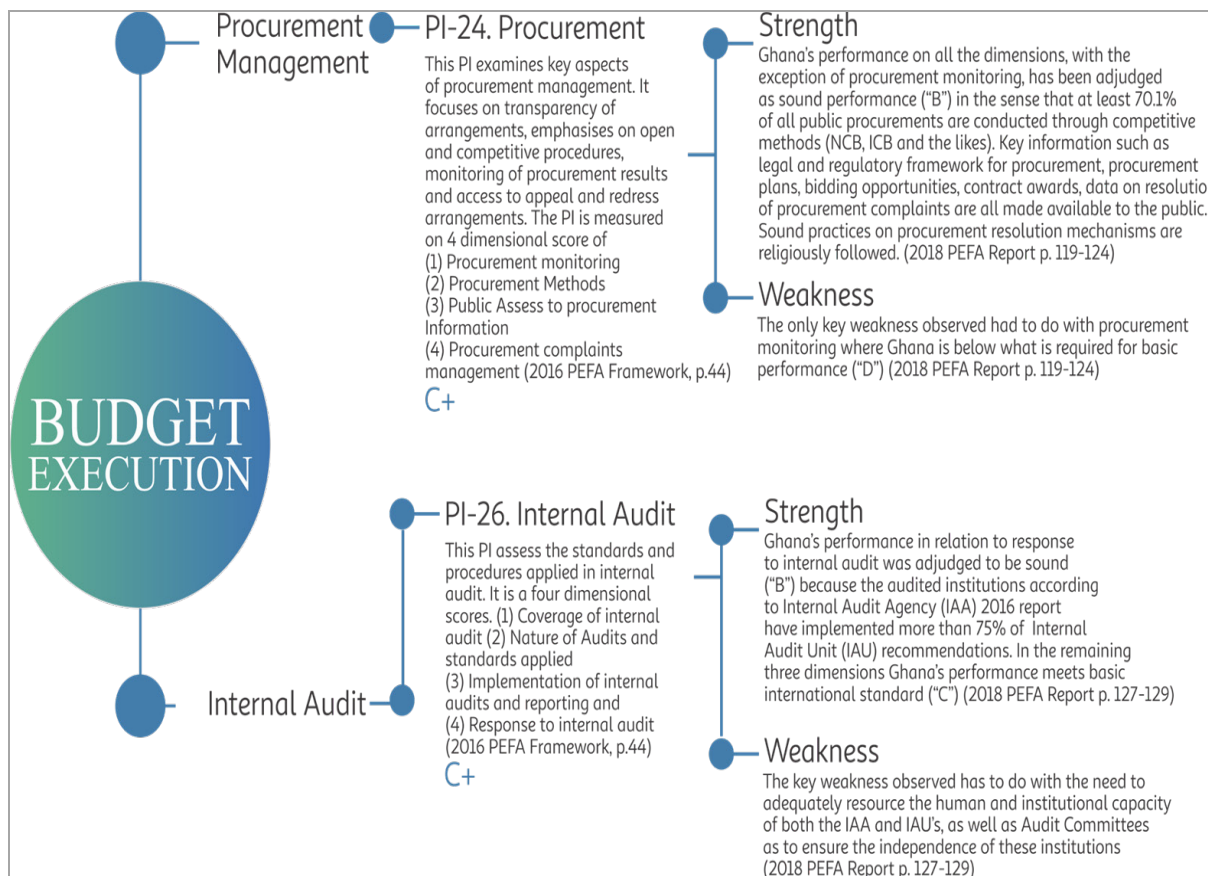 Procurement
Management
PI-24. Procurement
This PI examines key aspects
of procurement management. It
focuses on transparency of
arrangements, emphasises on open
and competitive procedures,
monitoring of procurement results
and access to appeal and redress
arrangements. The PI is measured
on 4 dimensional score of
(1) Procurement monitoring
(2) Procurement Methods
(3) Public Assess to procurement
Information
(4) Procurement complaints
management (2016 PEFA Framework, p.44)
C+
Strength
Ghana's performance on all the dimensions, with the
exception of procurement monitoring, has been adjudged
as sound performance ("B") in the sense that at least 70.1%
of all public procurements are conducted through competitive
methods (NCB, ICB and the likes). Key information such as
legal and regulatory framework for procurement, procurement
plans, bidding opportunities, contract awards, data on resolutio
of procurement complaints are all made available to the public.
Sound practices on procurement resolution mechanisms are
religiously followed. (2018 PEFA Report p. 119-124)
Weakness
The only key weakness observed had to do with procurement
monitoring where Ghana is below what is required for basic
performance ("D") (2018 PEFA Report p. 119-124)
BUDGET
EXECUTION
Internal Audit
PI-26. Internal Audit
This PI assess the standards and
procedures applied in internal
audit. It is a four dimensional
scores. (1) Coverage of internal
audit (2) Nature of Audits and
standards applied
(3) Implementation of internal
audits and reporting and
(4) Response to internal audit
(2016 PEFA Framework, p.44)
C+
Strength
Ghana's performance in relation to response
to internal audit was adjudged to be sound
("B") because the audited institutions according
to Internal Audit Agency (IAA) 2016 report
have implemented more than 75% of Internal
Audit Unit (IAU) recommendations. In the remaining
three dimensions Ghana's performance meets basic
international standard ("C") (2018 PEFA Report p. 127-129)
Weakness
The key weakness observed has to do with the need to
adequately resource the human and institutional capacity
of both the IAA and IAU's, as well as Audit Committees
as to ensure the independence of these institutions
(2018 PEFA Report p. 127-129)